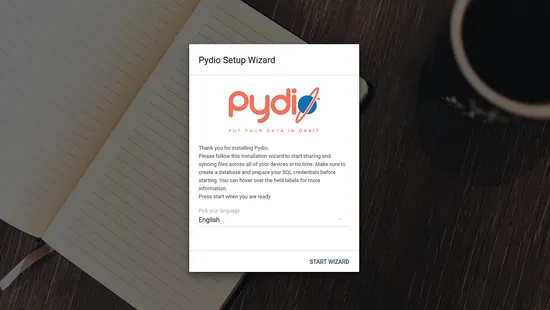 Pydio Setup Wizard
pydio
PUT YOUR DATA IN ORBIT
Thank you for installing Pydio.
Please follow this installation wizard to start sharing and
syncing files across all of your devices in no time. Make sure to
create a database and prepare your SQL credentials before
starting. You can hover over the field labels for more
information.
Press start when you are ready
Pick your language
English
START WIZARD